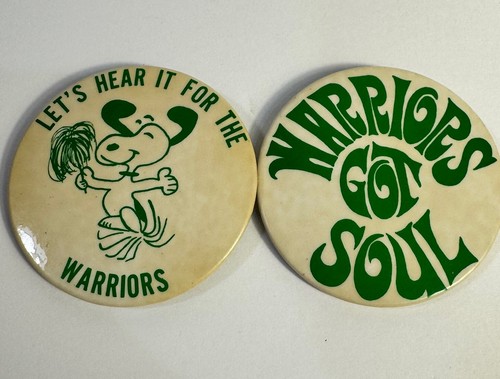 LET'S HEAR IT FOR THE
WARRIORS
WARRIORS
GOT
SOUL